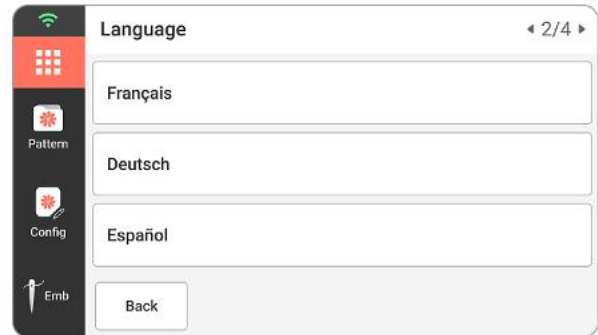 Language
2/4
Français
Pattern
Deutsch
Config
Español
Emb
Back